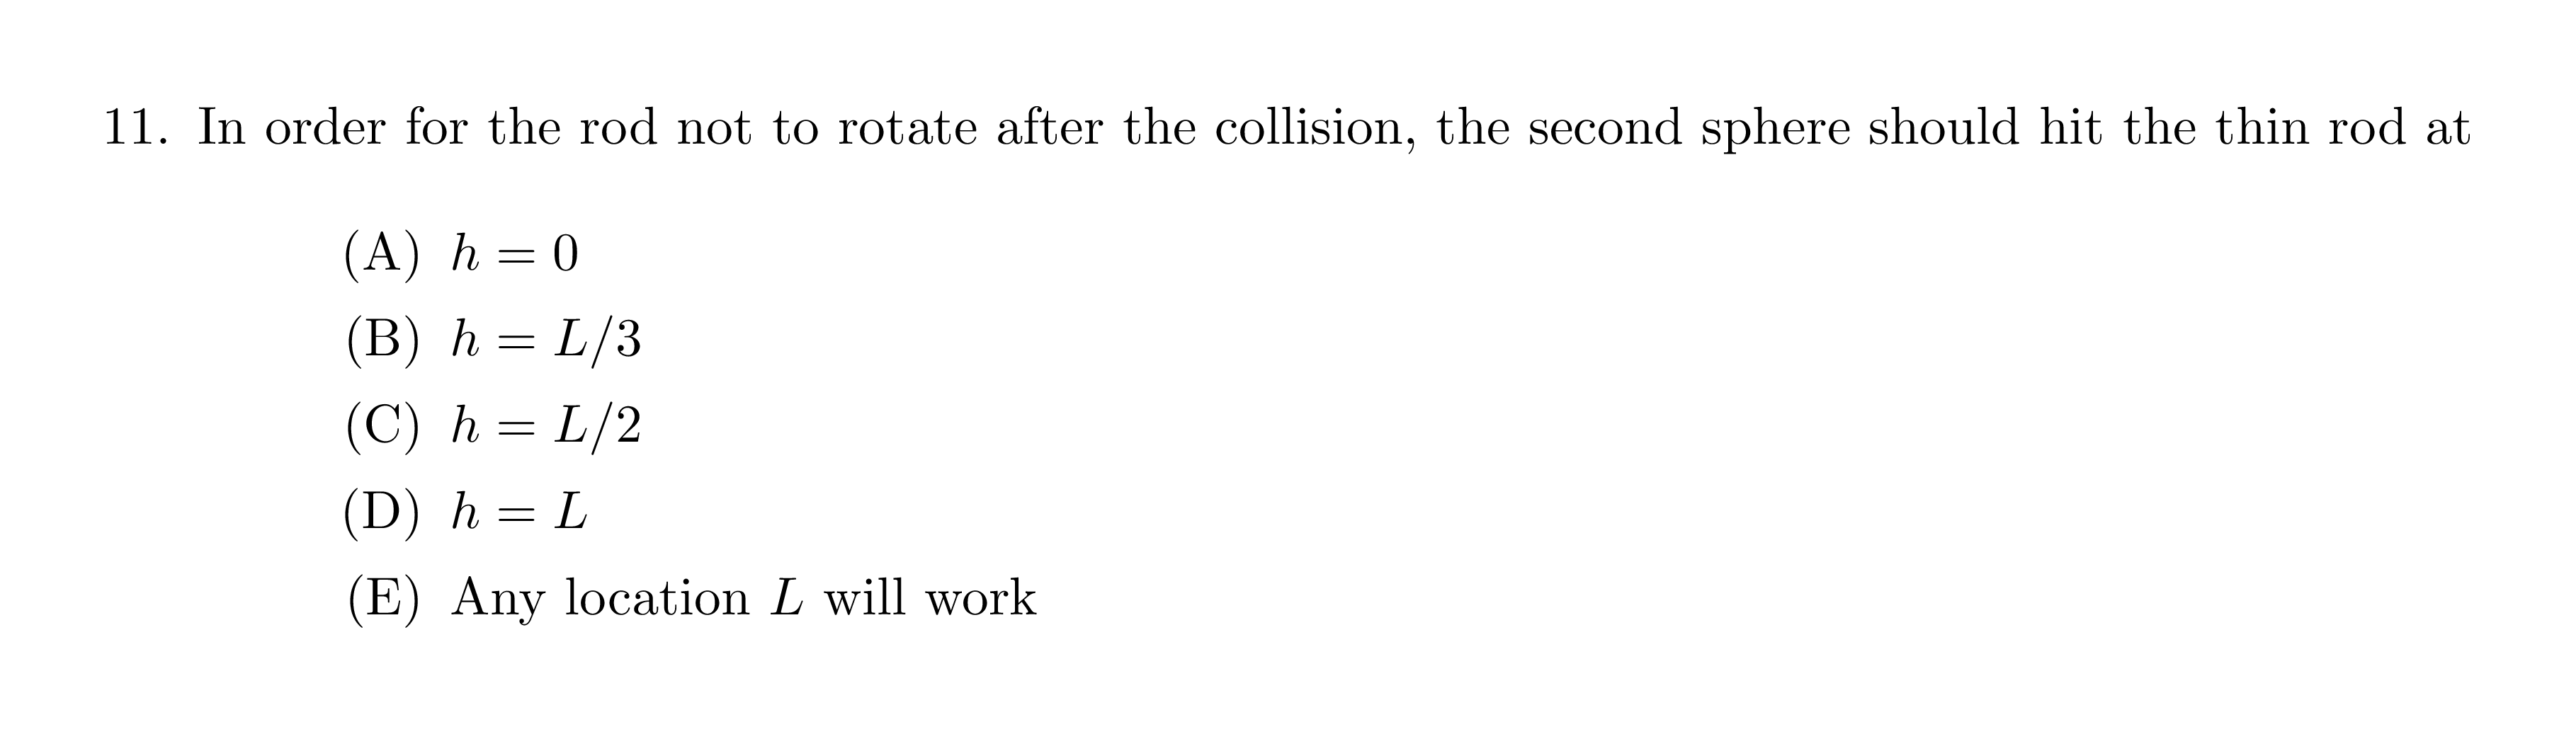 11. In order for the rod not to rotate after the collision, the second sphere should hit the thin rod at
(A) h = 0
(B) h = L/3
(C) h = L/2
(D) h = L
(E) Any location L will work